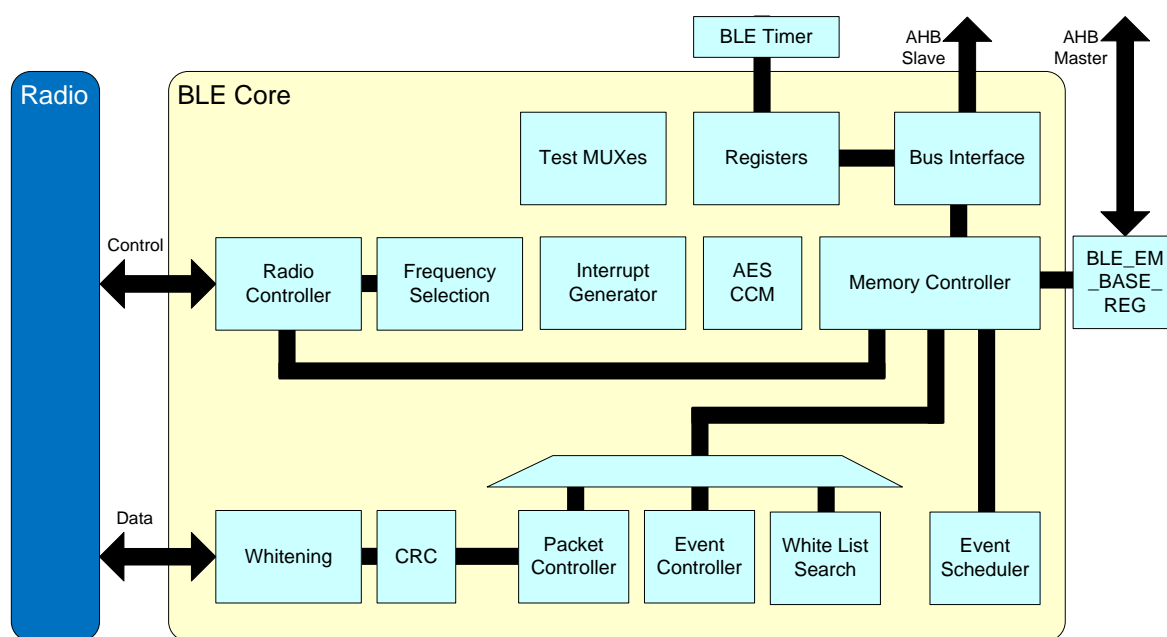 BLE Timer
AHB
Slave
AHB
Master
Radio
BLE Core
Test MUXes
Registers
Bus Interface
Control
Radio
Controller
Frequency
Selection
Interrupt
Generator
AES
CCM
Memory Controller
BLE_EM
_BASE_
REG
Data
Whitening
CRC
Packet
Controller
Event
Controller
White List
Search
Event
Scheduler